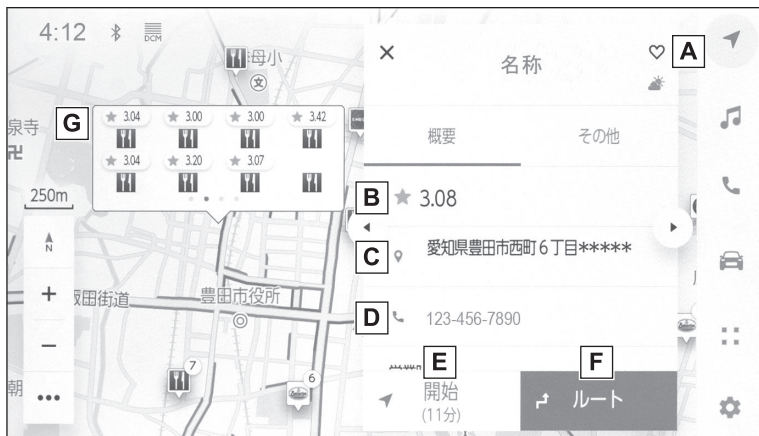 4:12 DCM
A
名称
母小
文
G
3.04 3.00 3.00 3.42
3.04 3.20 3.07
泉寺
卍
250m
N
+
−
•••
概要 その他
B 3.08
C 愛知県豊田市西町6丁目*****
D 123-456-7890
飯田街道
豊田市役所
7
6
朝
E
開始
(11分)
F
ルート